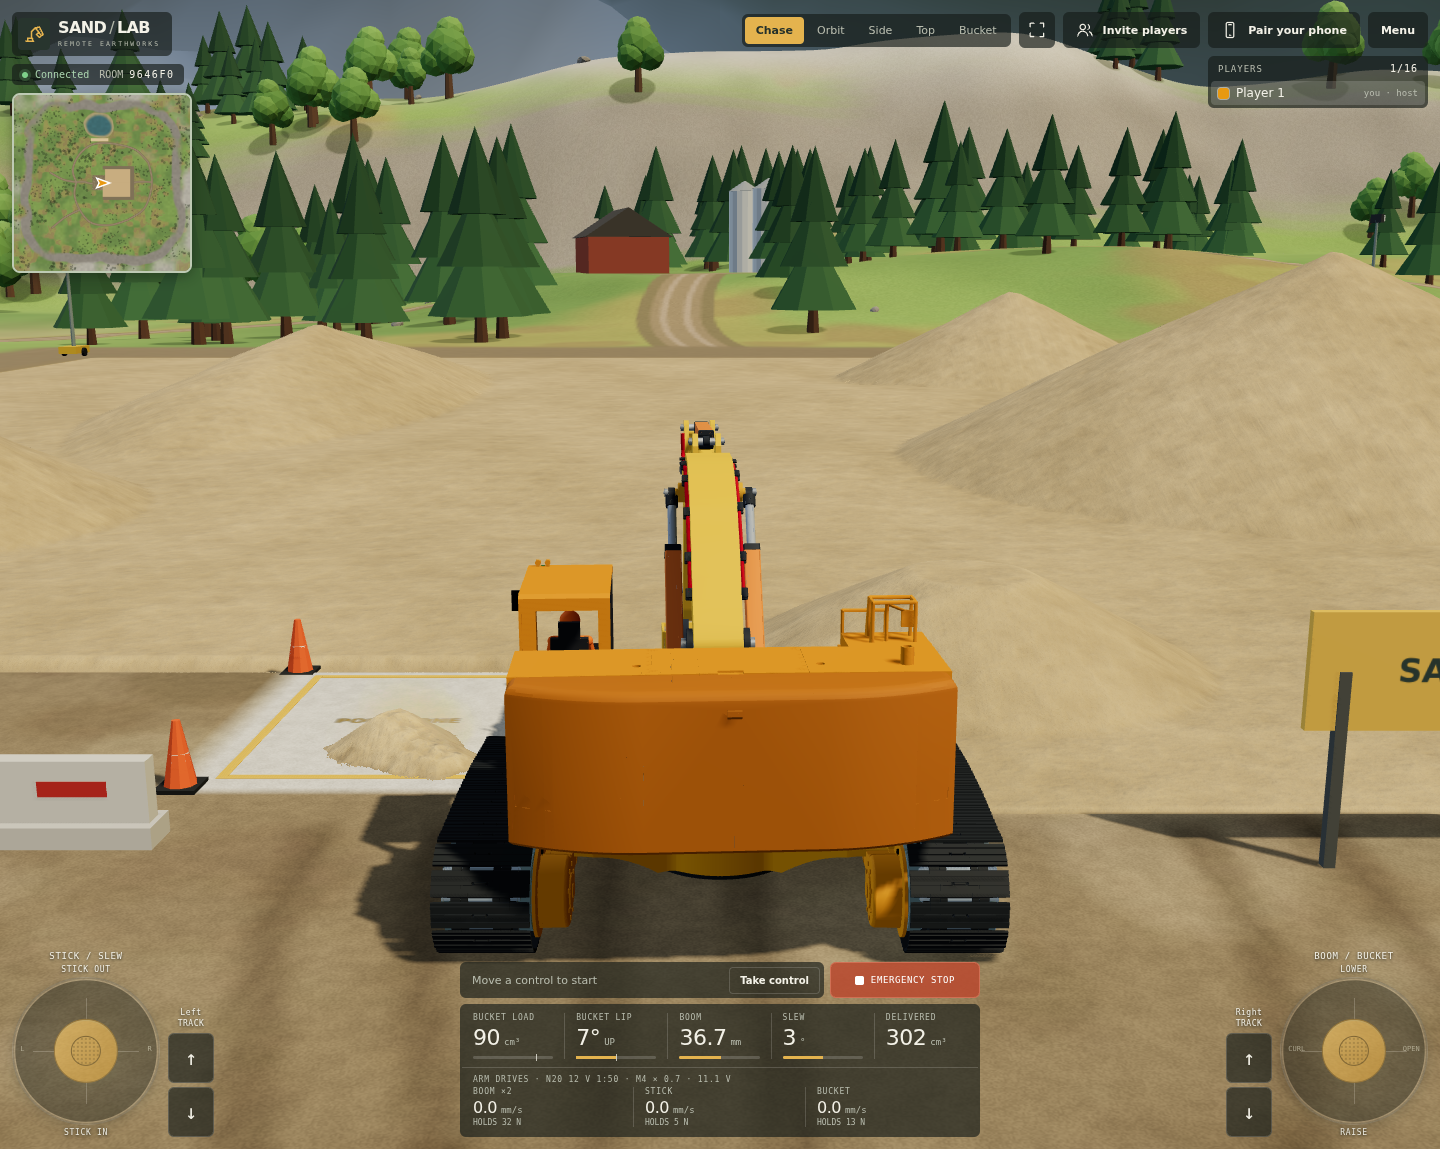 SAND/LAB
REMOTE EARTHWORKS
Connected ROOM 9646F0
Chase
Orbit
Side
Top
Bucket
Invite players
Pair your phone
Menu
PLAYERS 1/16
Player 1 you · host
SA
STICK / SLEW
STICK OUT
L
R
STICK IN
Left
TRACK
↑
↓
Move a control to start
Take control
EMERGENCY STOP
BUCKET LOAD
90 cm³
BUCKET LIP
7° UP
BOOM
36.7 mm
SLEW
3 °
DELIVERED
302 cm³
ARM DRIVES · N20 12 V 1:50 · M4 × 0.7 · 11.1 V
BOOM ×2
0.0 mm/s
HOLDS 32 N
STICK
0.0 mm/s
HOLDS 5 N
BUCKET
0.0 mm/s
HOLDS 13 N
Right
TRACK
↑
↓
BOOM / BUCKET
LOWER
CURL
OPEN
RAISE